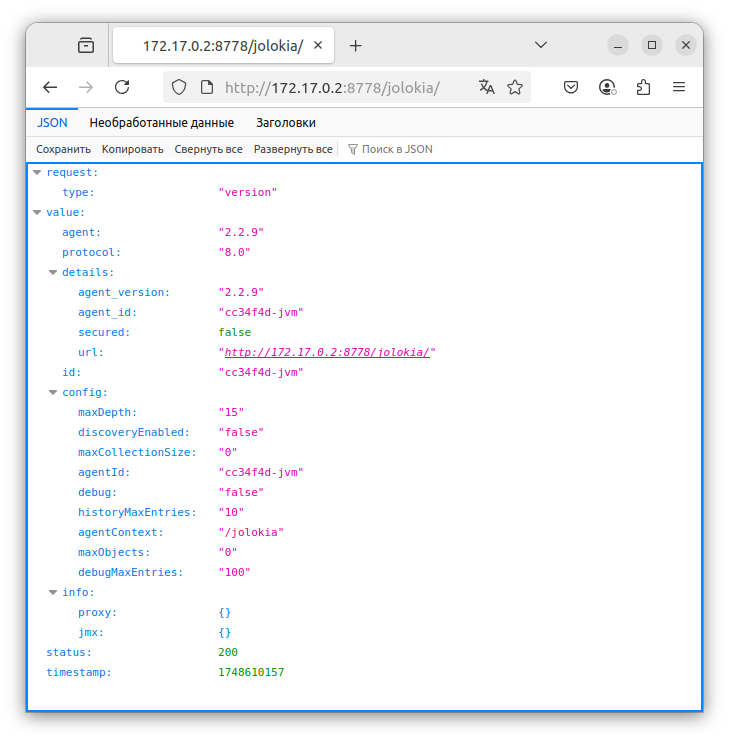 172.17.0.2:8778/jolokia/
http://172.17.0.2:8778/jolokia/
JSON Необработанные данные Заголовки
Сохранить Копировать Свернуть все Развернуть все Поиск в JSON
request:
type: "version"
value:
agent: "2.2.9"
protocol: "8.0"
details:
agent_version: "2.2.9"
agent_id: "cc34f4d-jvm"
secured: false
url: "http://172.17.0.2:8778/jolokia/"
id: "cc34f4d-jvm"
config:
maxDepth: "15"
discoveryEnabled: "false"
maxCollectionSize: "0"
agentId: "cc34f4d-jvm"
debug: "false"
historyMaxEntries: "10"
agentContext: "/jolokia"
maxObjects: "0"
debugMaxEntries: "100"
info:
proxy: {}
jmx: {}
status: 200
timestamp: 1748610157